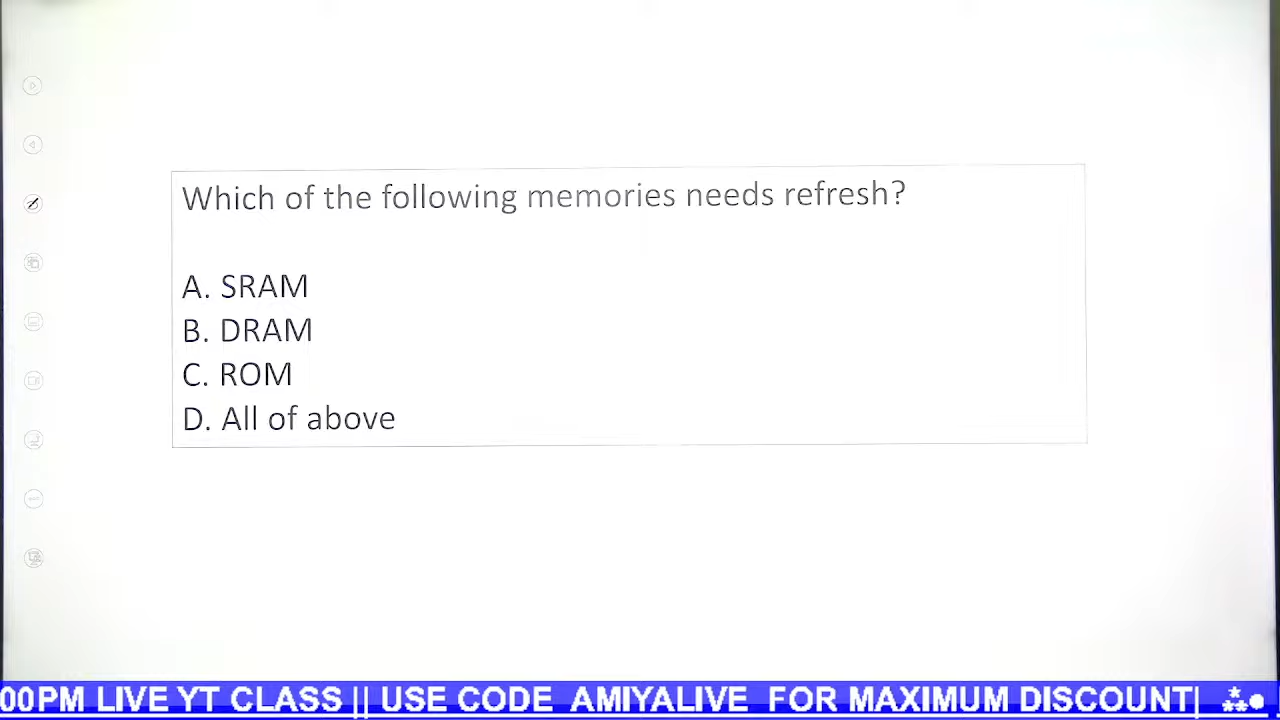 Which of the following memories needs refresh?
A. SRAM
B. DRAM
C. ROM
D. All of above
00PM LIVE YT CLASS || USE CODE AMIYALIVE FOR MAXIMUM DISCOUNT|